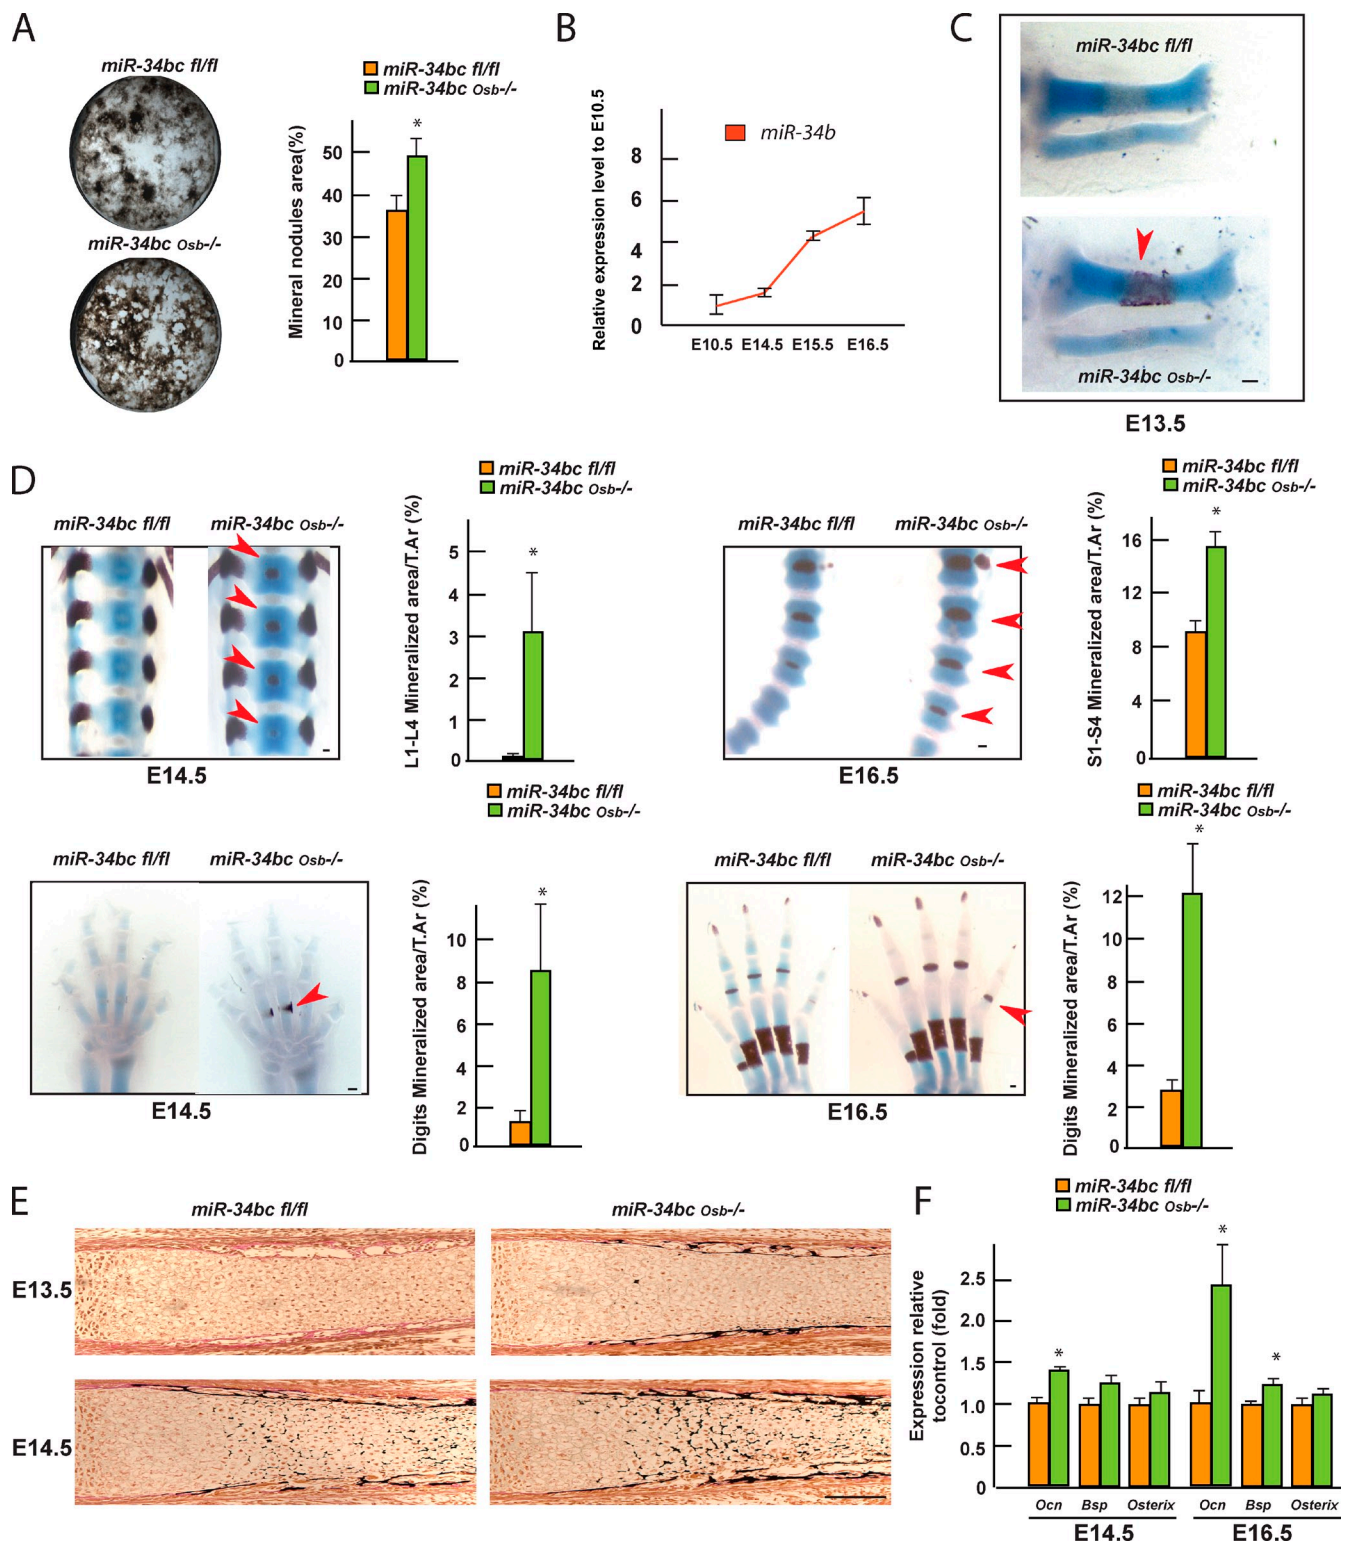 A
miR-34bc fl/fl
miR-34bc Osb-/-
miR-34bc fl/fl
miR-34bc Osb-/-
Mineral nodules area(%)
*
50
40
30
20
10
0
B
Relative expression level to E10.5
miR-34b
8
6
4
2
0
E10.5 E14.5 E15.5 E16.5
C
miR-34bc fl/fl
miR-34bc Osb-/-
E13.5
D
miR-34bc fl/fl miR-34bc Osb-/-
E14.5
miR-34bc fl/fl
miR-34bc Osb-/-
L1-L4 Mineralized area/T.Ar (%)
*
5
4
3
2
1
0
miR-34bc fl/fl miR-34bc Osb-/-
E16.5
miR-34bc fl/fl
miR-34bc Osb-/-
S1-S4 Mineralized area/T.Ar (%)
*
16
12
8
4
0
miR-34bc fl/fl miR-34bc Osb-/-
E14.5
miR-34bc fl/fl
miR-34bc Osb-/-
Digits Mineralized area/T.Ar (%)
*
10
8
6
4
2
0
miR-34bc fl/fl miR-34bc Osb-/-
E16.5
miR-34bc fl/fl
miR-34bc Osb-/-
Digits Mineralized area/T.Ar (%)
*
12
10
8
6
4
2
0
E
miR-34bc fl/fl miR-34bc Osb-/-
E13.5
E14.5
F
miR-34bc fl/fl
miR-34bc Osb-/-
Expression relative
tocontrol (fold)
*
*
*
2.5
2.0
1.5
1.0
0.5
0
Ocn Bsp Osterix Ocn Bsp Osterix
E14.5 E16.5